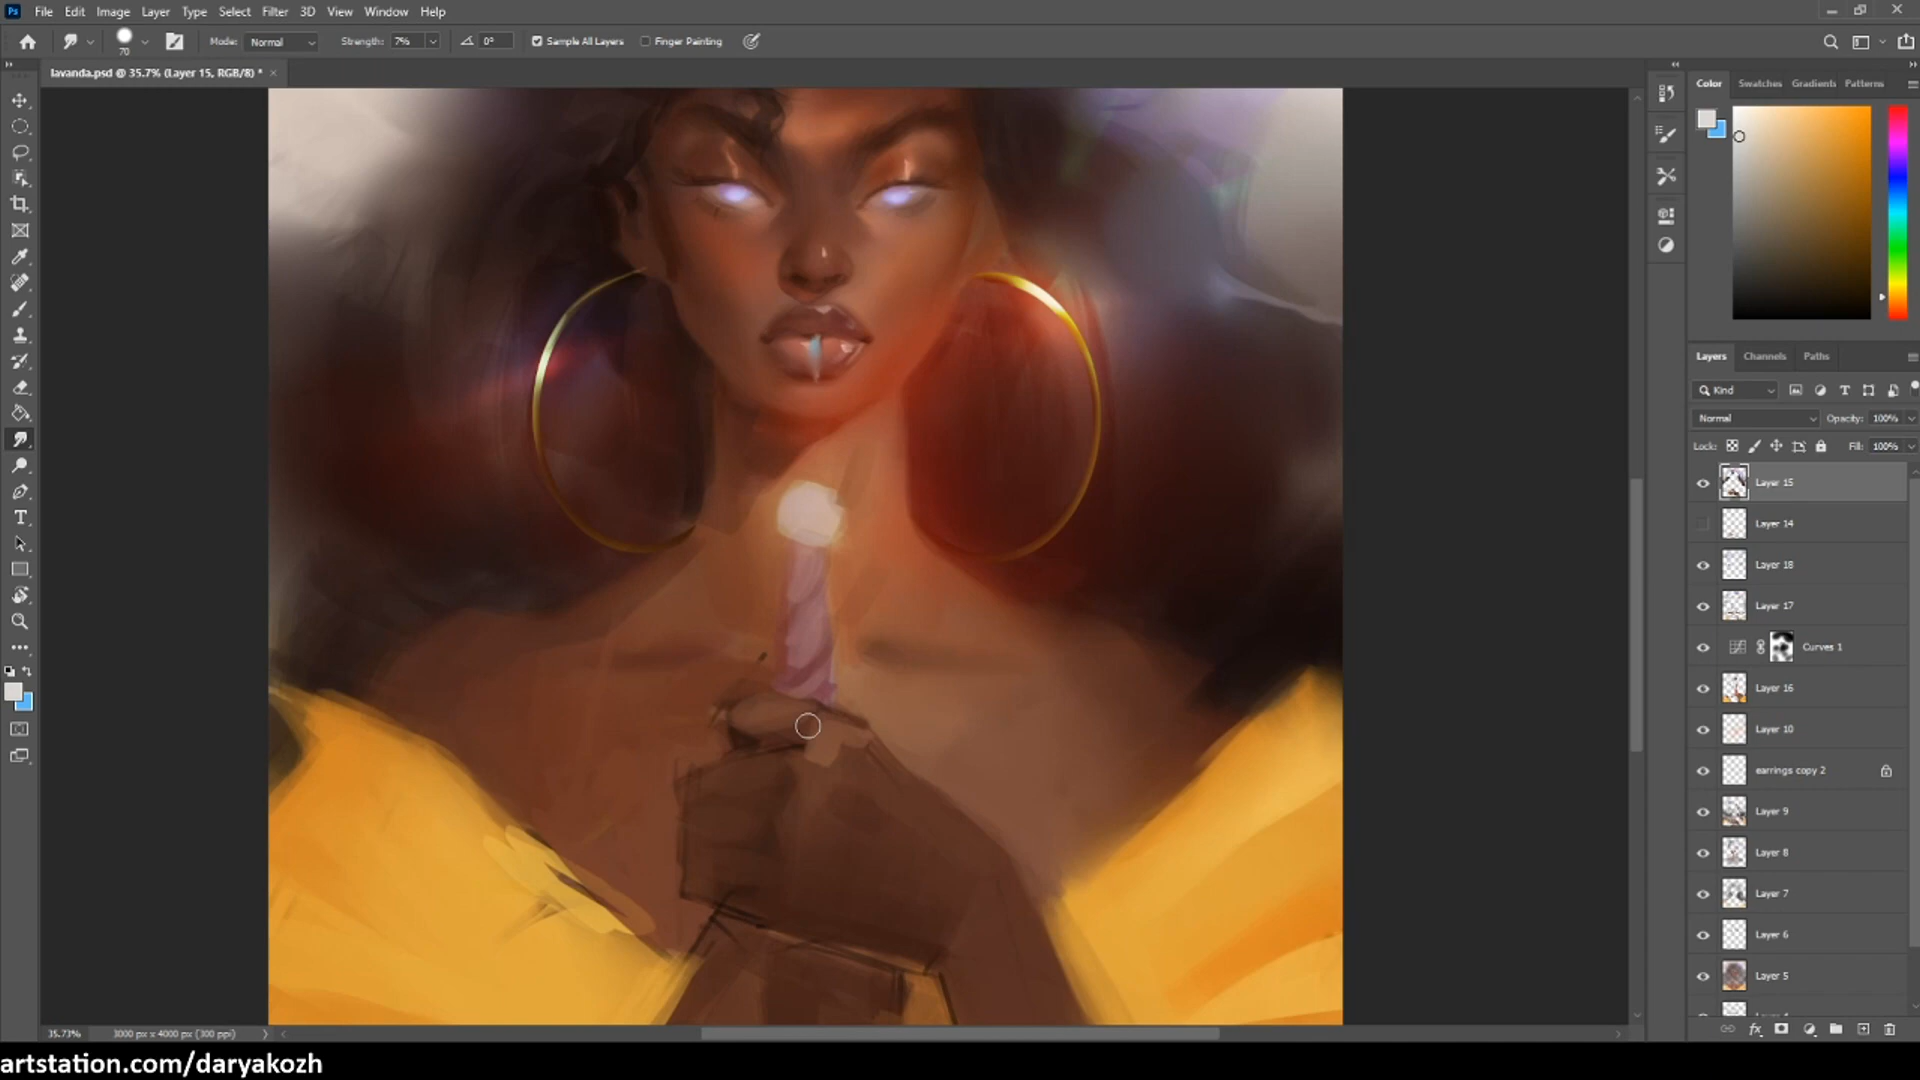 Ps File Edit Image Layer Type Select Filter 3D View Window Help
70 Mode: Normal Strength: 7% 0° Sample All Layers Finger Painting
lavanda.psd @ 35.7% (Layer 15, RGB/8) * ×
Color Swatches Gradients Patterns
Layers Channels Paths
Kind
Normal Opacity: 100%
Lock: Fill: 100%
Layer 15
Layer 14
Layer 18
Layer 17
Curves 1
Layer 16
Layer 10
earrings copy 2
Layer 9
Layer 8
Layer 7
Layer 6
Layer 5
35.73% 3000 px x 4000 px (300 ppi)
artstation.com/daryakozh